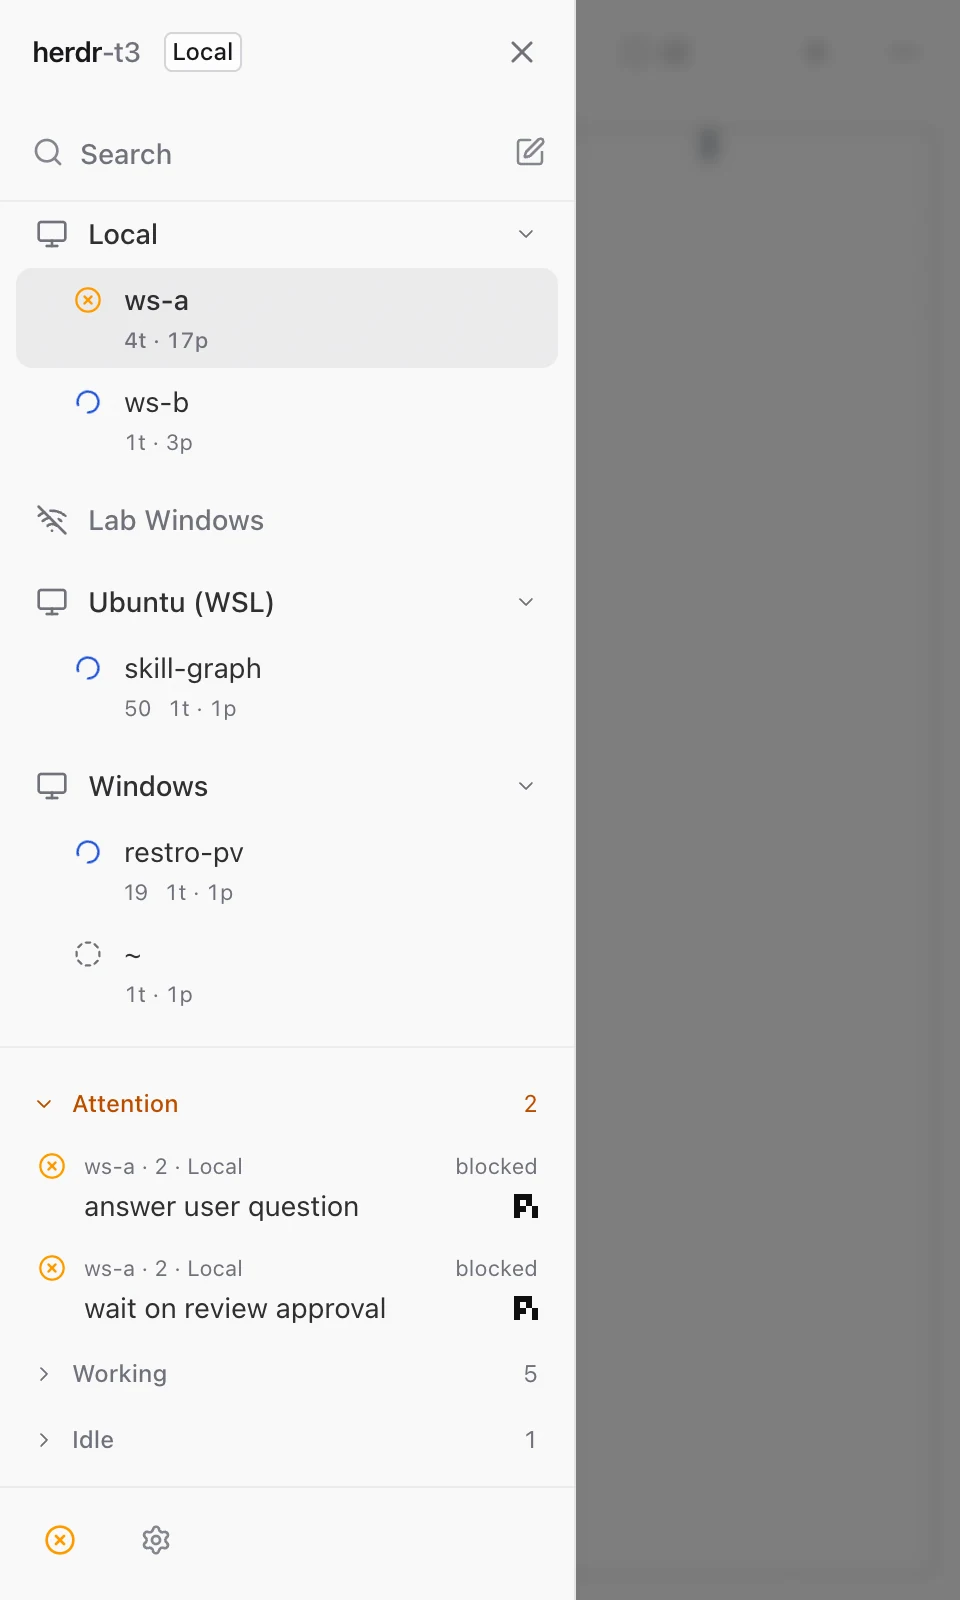 herdr-t3 Local
Search
Local
ws-a
4t · 17p
ws-b
1t · 3p
Lab Windows
Ubuntu (WSL)
skill-graph
50 1t · 1p
Windows
restro-pv
19 1t · 1p
~
1t · 1p
Attention 2
ws-a · 2 · Local blocked
answer user question
ws-a · 2 · Local blocked
wait on review approval
Working 5
Idle 1